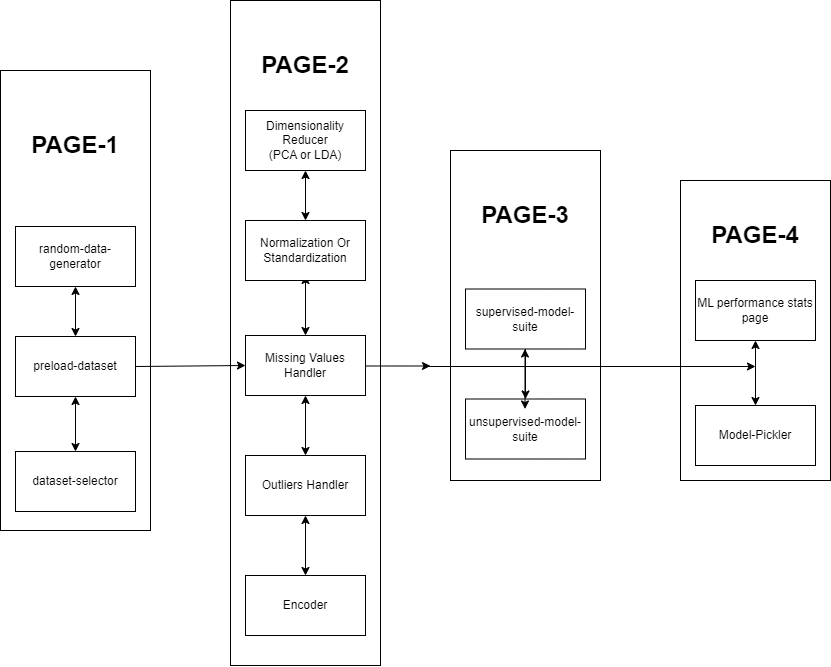 PAGE-1
random-data-
generator
preload-dataset
dataset-selector
PAGE-2
Dimensionality
Reducer
(PCA or LDA)
Normalization Or
Standardization
Missing Values
Handler
Outliers Handler
Encoder
PAGE-3
supervised-model-
suite
unsupervised-model-
suite
PAGE-4
ML performance stats
page
Model-Pickler